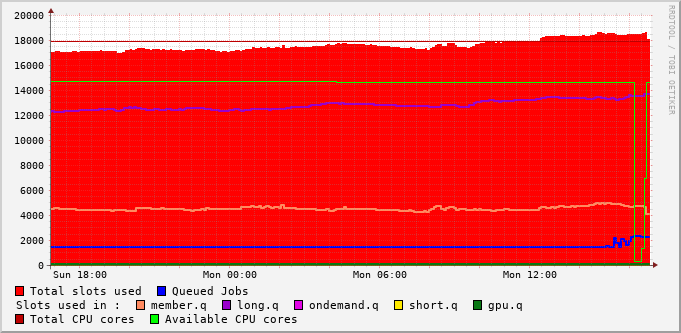 RRDTOOL / TOBI OETIKER
20000
18000
16000
14000
12000
10000
8000
6000
4000
2000
0
Sun 18:00 Mon 00:00 Mon 06:00 Mon 12:00
Total slots used Queued Jobs
Slots used in : member.q long.q ondemand.q short.q gpu.q
Total CPU cores Available CPU cores